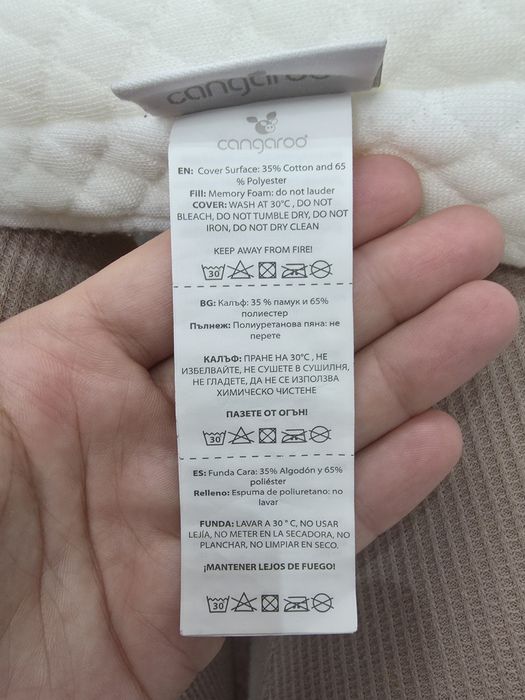 cangaroo
cangaroo
EN: Cover Surface: 35% Cotton and 65
% Polyester
Fill: Memory Foam: do not lauder
COVER: WASH AT 30°C , DO NOT
BLEACH, DO NOT TUMBLE DRY, DO NOT
IRON, DO NOT DRY CLEAN
KEEP AWAY FROM FIRE!
30
BG: Калъф: 35 % памук и 65%
полиестер
Пълнеж: Полиуретанова пяна: не
перете
КАЛЪФ: ПРАНЕ НА 30°C , НЕ
ИЗБЕЛВАЙТЕ, НЕ СУШЕТЕ В СУШИЛНЯ,
НЕ ГЛАДЕТЕ, ДА НЕ СЕ ИЗПОЛЗВА
ХИМИЧЕСКО ЧИСТЕНЕ
ПАЗЕТЕ ОТ ОГЪН!
30
ES: Funda Cara: 35% Algodón y 65%
poliéster
Relleno: Espuma de poliuretano: no
lavar
FUNDA: LAVAR A 30 ° C, NO USAR
LEJÍA, NO METER EN LA SECADORA, NO
PLANCHAR, NO LIMPIAR EN SECO.
¡MANTENER LEJOS DE FUEGO!
30